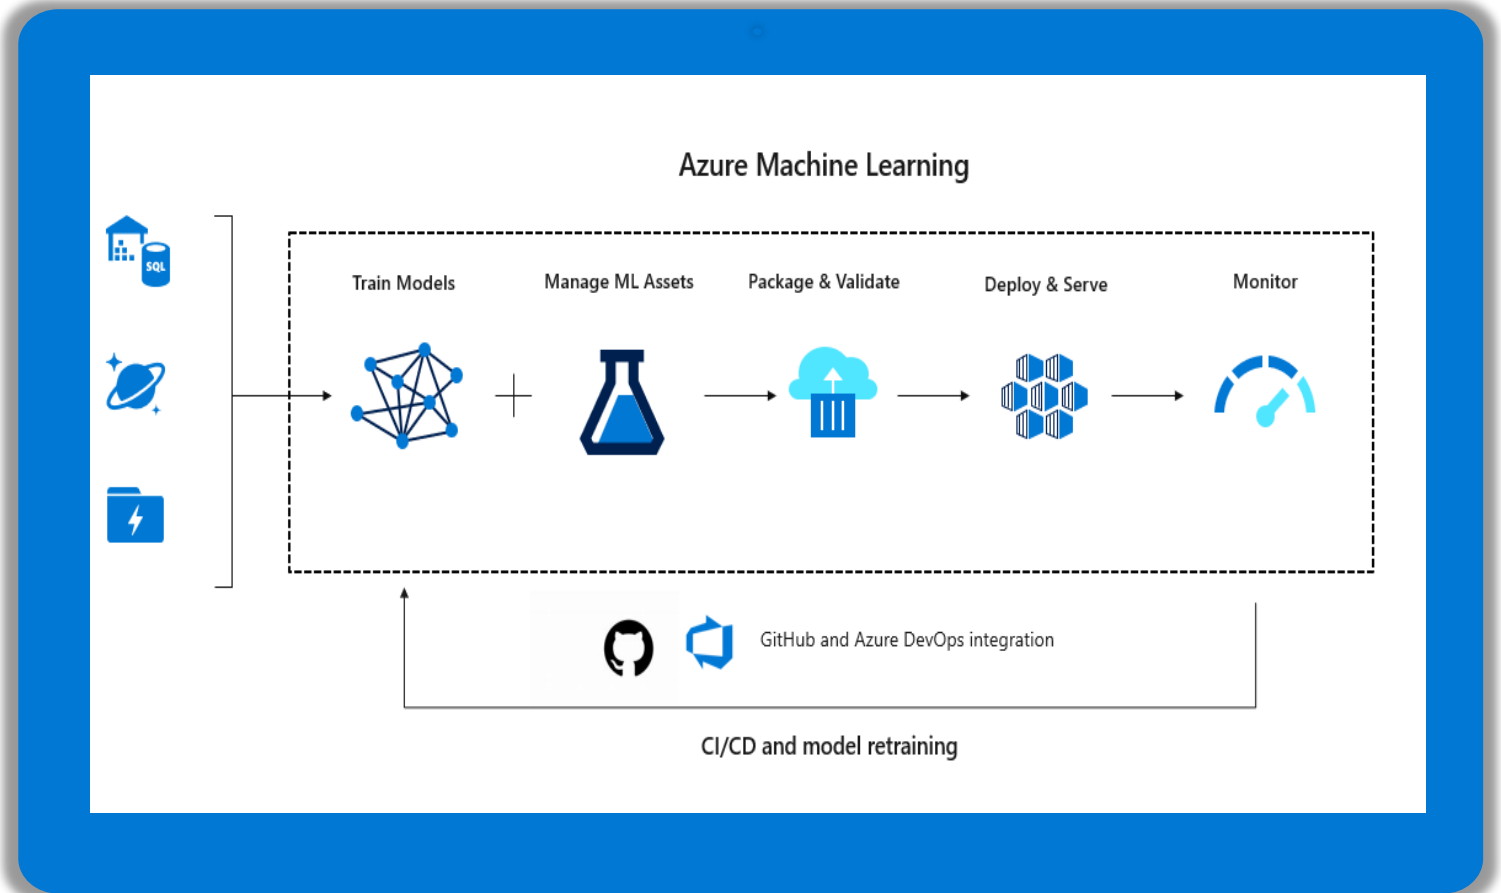 Azure Machine Learning
SQL
Train Models
Manage ML Assets
Package & Validate
Deploy & Serve
Monitor
GitHub and Azure DevOps integration
CI/CD and model retraining